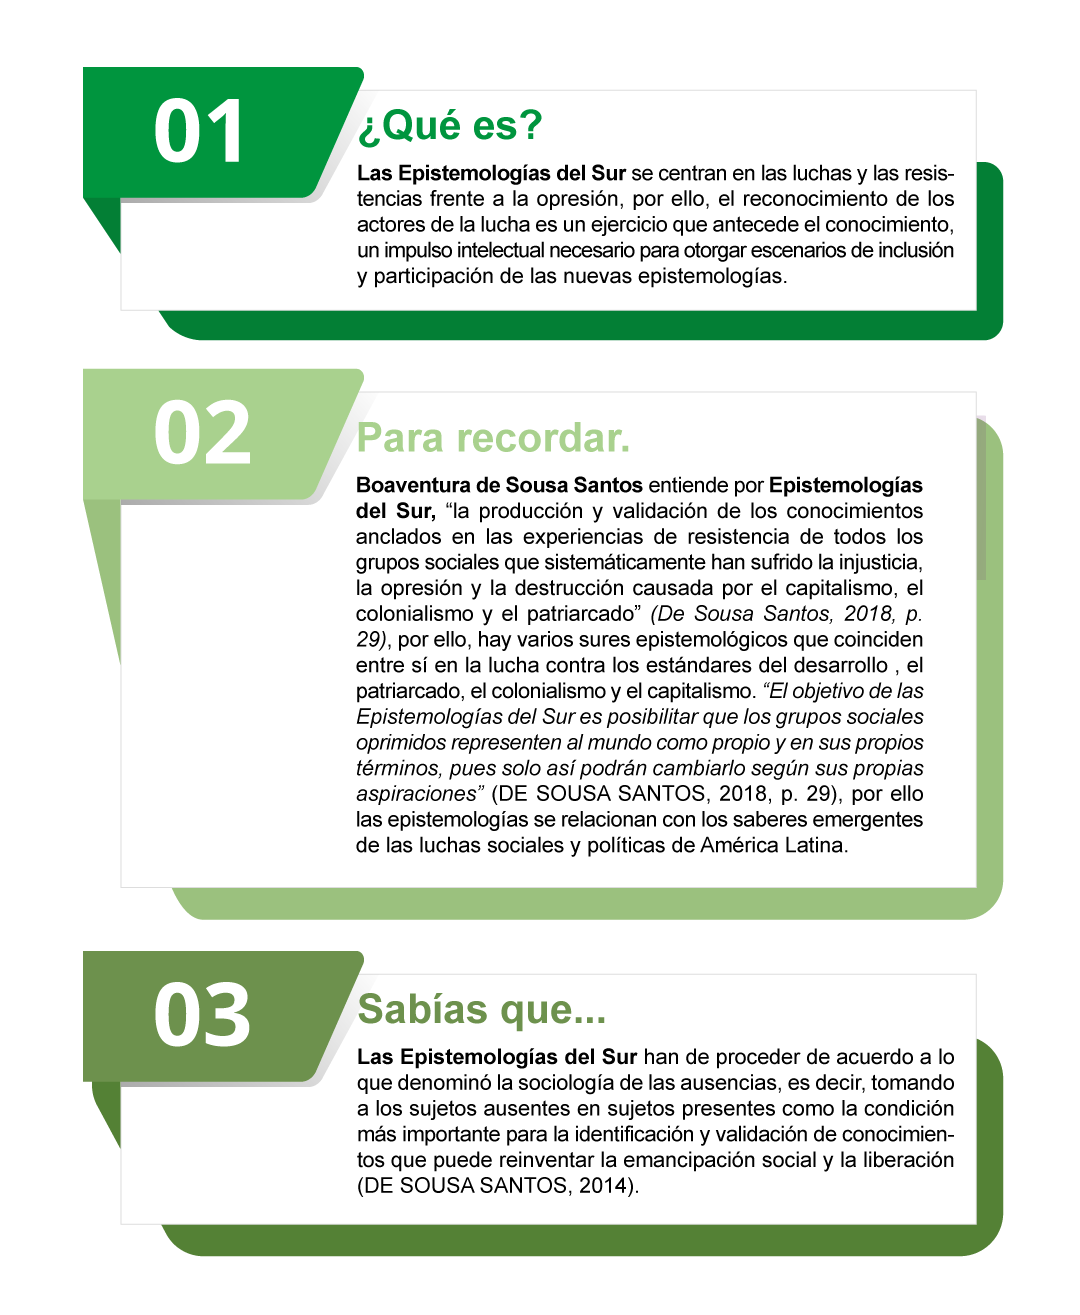 01
¿Qué es?
Las Epistemologías del Sur se centran en las luchas y las resis-
tencias frente a la opresión, por ello, el reconocimiento de los
actores de la lucha es un ejercicio que antecede el conocimiento,
un impulso intelectual necesario para otorgar escenarios de inclusión
y participación de las nuevas epistemologías.
02
Para recordar.
Boaventura de Sousa Santos entiende por Epistemologías
del Sur, “la producción y validación de los conocimientos
anclados en las experiencias de resistencia de todos los
grupos sociales que sistemáticamente han sufrido la injusticia,
la opresión y la destrucción causada por el capitalismo, el
colonialismo y el patriarcado” (De Sousa Santos, 2018, p.
29), por ello, hay varios sures epistemológicos que coinciden
entre sí en la lucha contra los estándares del desarrollo , el
patriarcado, el colonialismo y el capitalismo. “El objetivo de las
Epistemologías del Sur es posibilitar que los grupos sociales
oprimidos representen al mundo como propio y en sus propios
términos, pues solo así podrán cambiarlo según sus propias
aspiraciones” (DE SOUSA SANTOS, 2018, p. 29), por ello
las epistemologías se relacionan con los saberes emergentes
de las luchas sociales y políticas de América Latina.
03
Sabías que...
Las Epistemologías del Sur han de proceder de acuerdo a lo
que denominó la sociología de las ausencias, es decir, tomando
a los sujetos ausentes en sujetos presentes como la condición
más importante para la identificación y validación de conocimien-
tos que puede reinventar la emancipación social y la liberación
(DE SOUSA SANTOS, 2014).